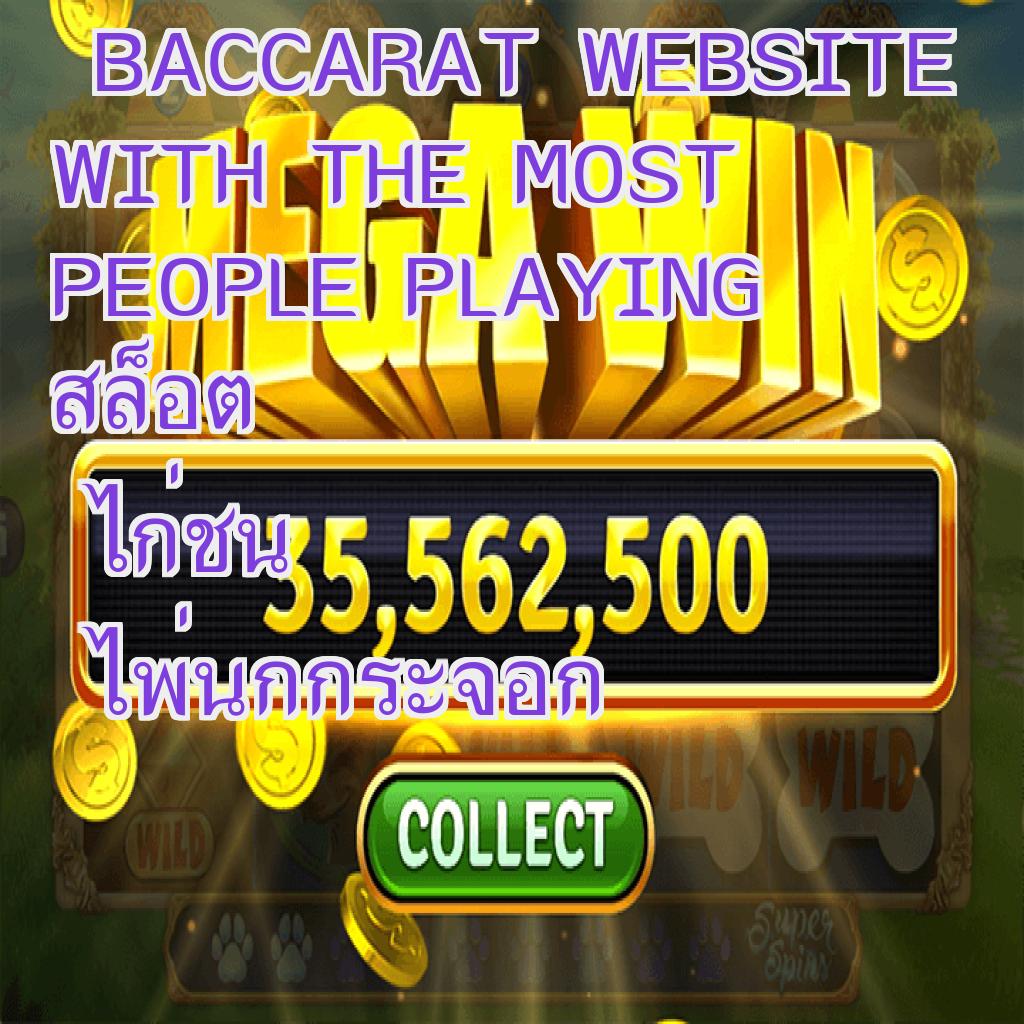 BACCARAT WEBSITE
WITH THE MOST
PEOPLE PLAYING
สล็อต
ไก่ชน
ไพ่นกกระจอก
MEGA WIN
35,562,500
WILD
WILD
WILD
COLLECT
Super
Spins